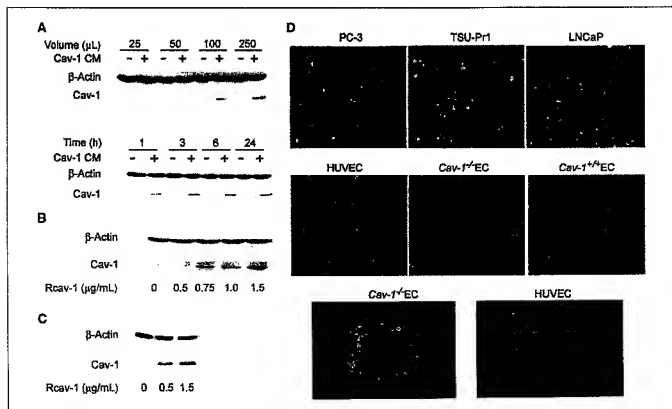 A
Volume (μL) 25 50 100 250
Cav-1 CM - + - + - + - +
β-Actin
Cav-1
Time (h) 1 3 6 24
Cav-1 CM - + - + - + - +
β-Actin
Cav-1
B
β-Actin
Cav-1
Rcav-1 (μg/mL) 0 0.5 0.75 1.0 1.5
C
β-Actin
Cav-1
Rcav-1 (μg/mL) 0 0.5 1.5
D
PC-3 TSU-Pr1 LNCaP
HUVEC Cav-1⁻/⁻EC Cav-1⁺/⁺EC
Cav-1⁻/⁻EC HUVEC